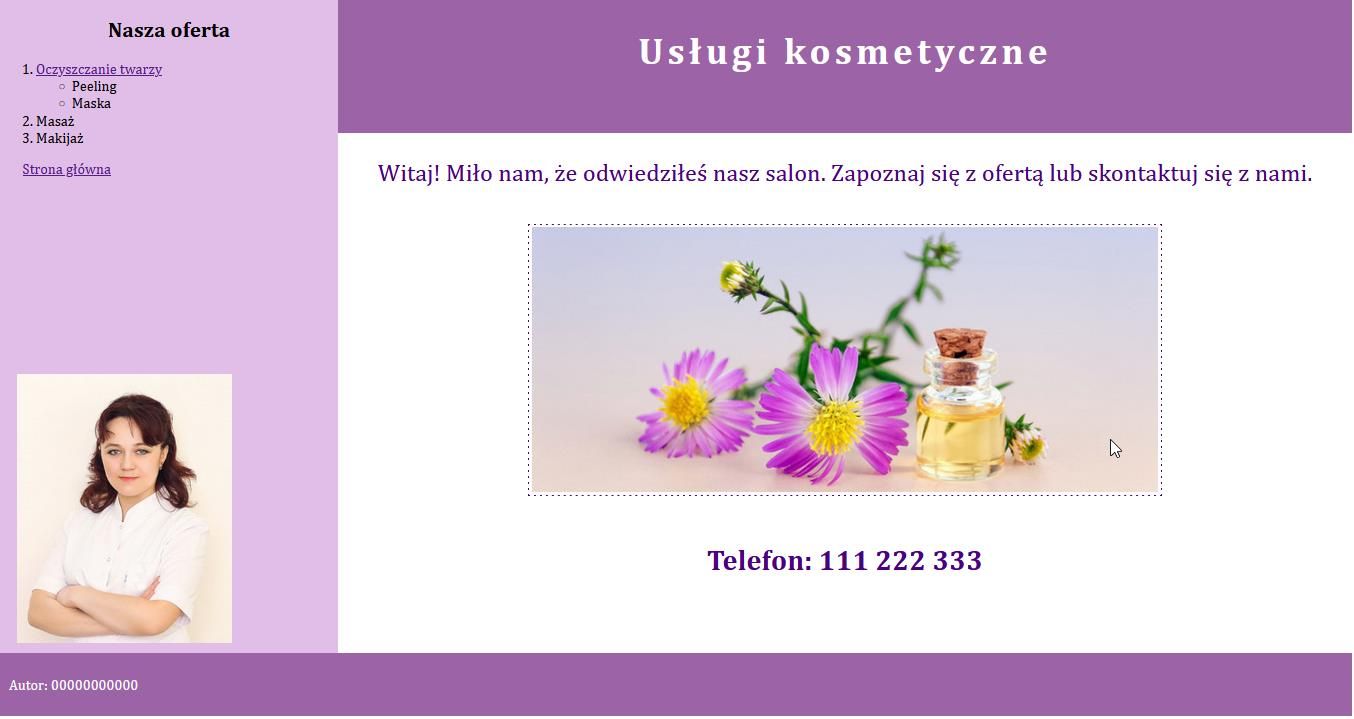 Nasza oferta
1. Oczyszczanie twarzy
○ Peeling
○ Maska
2. Masaż
3. Makijaż
Strona główna
Usługi kosmetyczne
Witaj! Miło nam, że odwiedziłeś nasz salon. Zapoznaj się z ofertą lub skontaktuj się z nami.
Telefon: 111 222 333
Autor: 00000000000